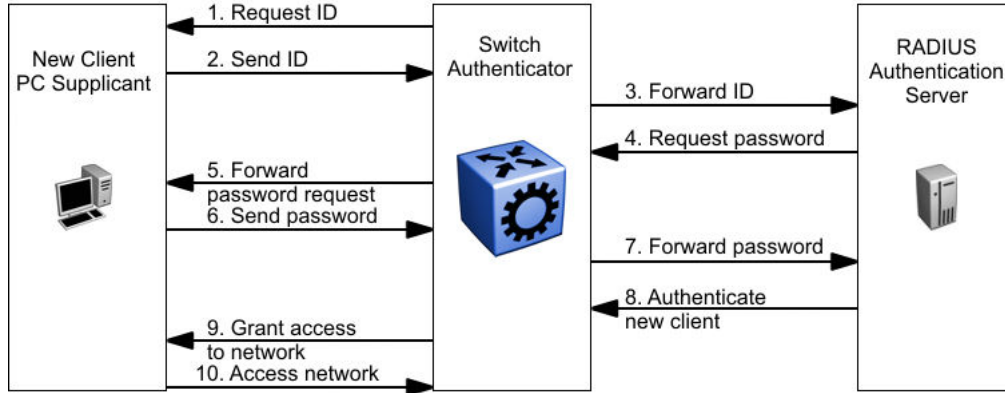 New Client
PC Supplicant
Switch
Authenticator
RADIUS
Authentication
Server
1. Request ID
2. Send ID
3. Forward ID
4. Request password
5. Forward
password request
6. Send password
7. Forward password
8. Authenticate
new client
9. Grant access
to network
10. Access network